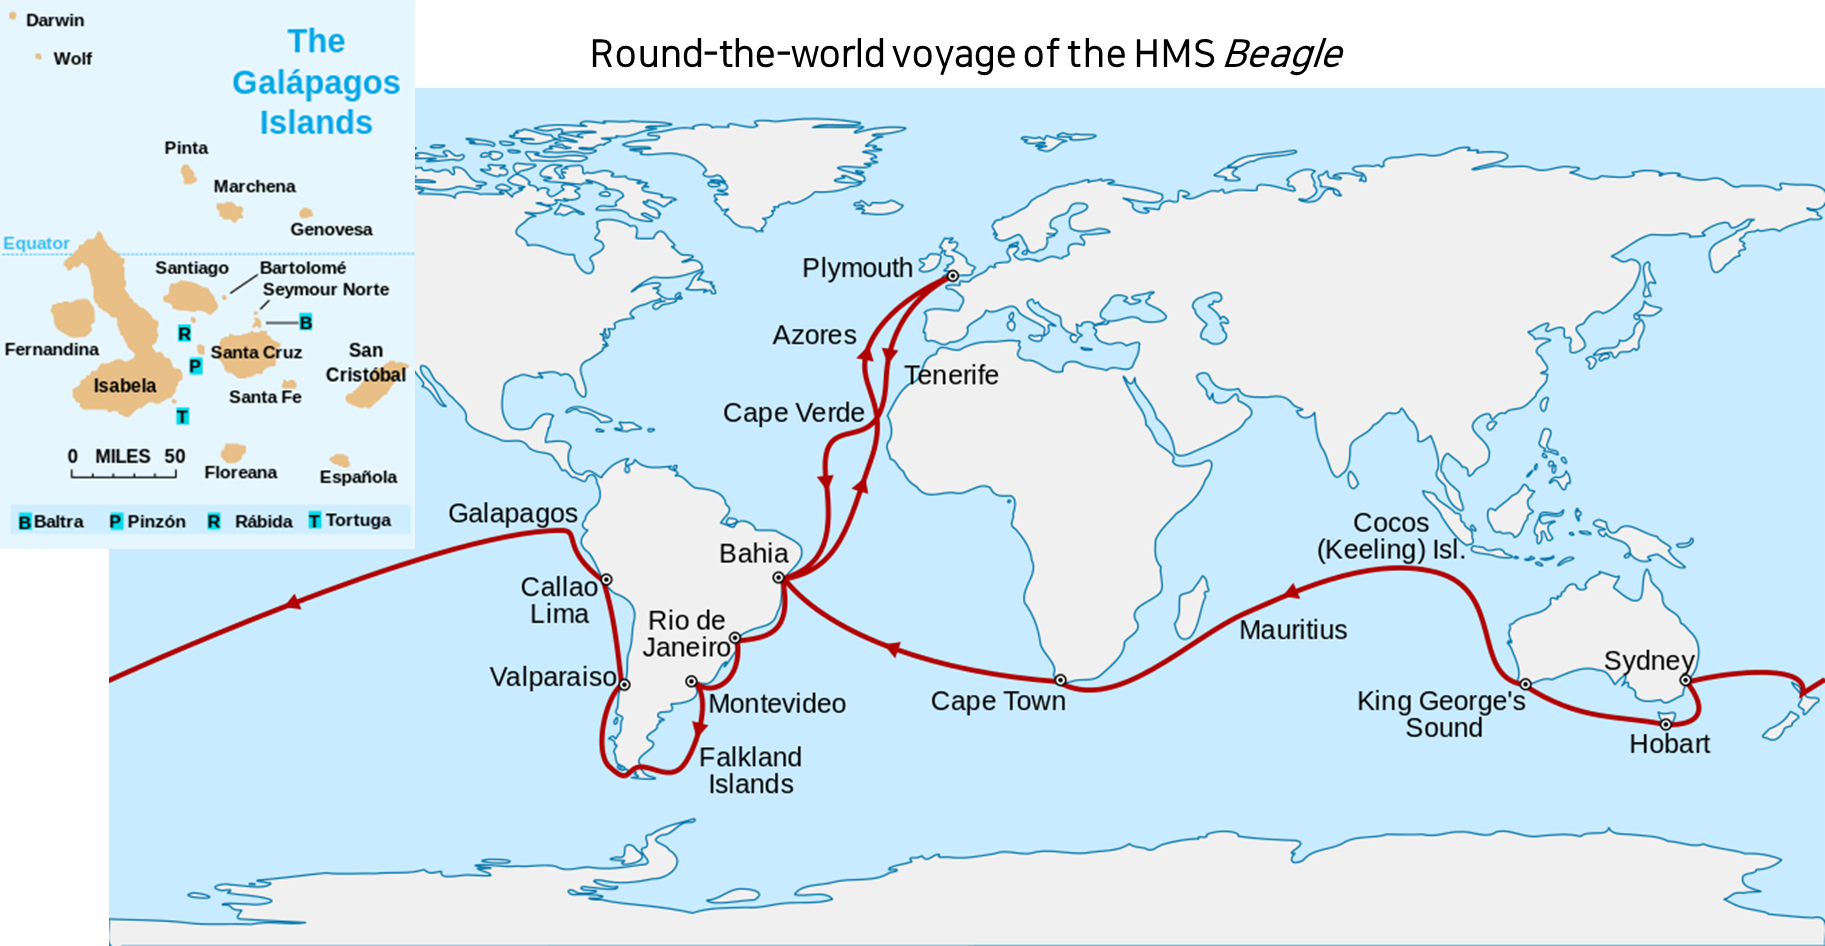 Round-the-world voyage of the HMS Beagle
The
Galápagos
Islands
Darwin
Wolf
Pinta
Marchena
Genovesa
Equator
Santiago
Bartolomé
Seymour Norte
B
R
Fernandina
P
Santa Cruz
San
Cristóbal
Isabela
Santa Fe
T
0 MILES 50
Floreana
Española
B Baltra P Pinzón R Rábida T Tortuga
Plymouth
Azores
Tenerife
Cape Verde
Galapagos
Bahia
Callao
Lima
Rio de
Janeiro
Valparaiso
Montevideo
Falkland
Islands
Cape Town
Mauritius
Cocos
(Keeling) Isl.
King George's
Sound
Sydney
Hobart